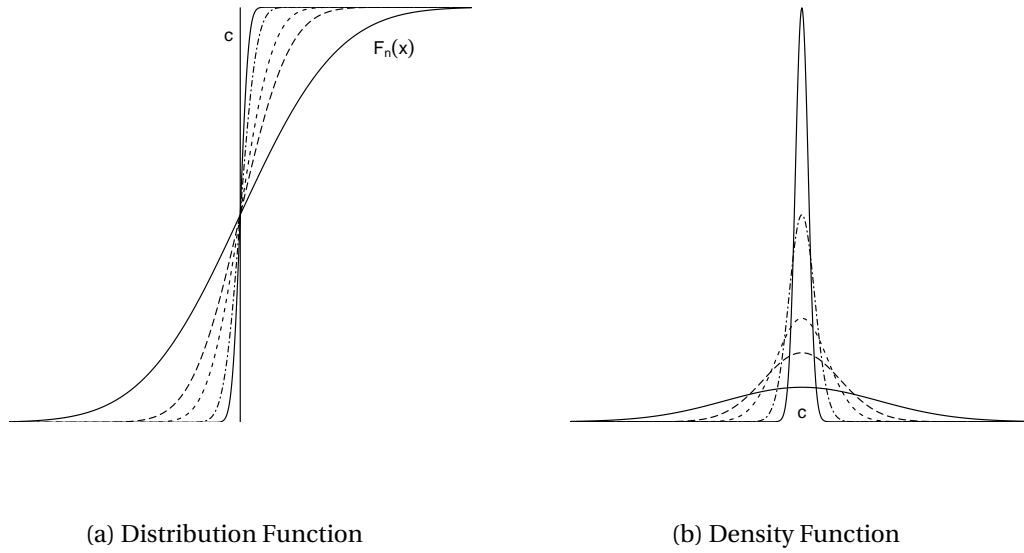 c
Fₙ(x)
c
(a) Distribution Function
(b) Density Function